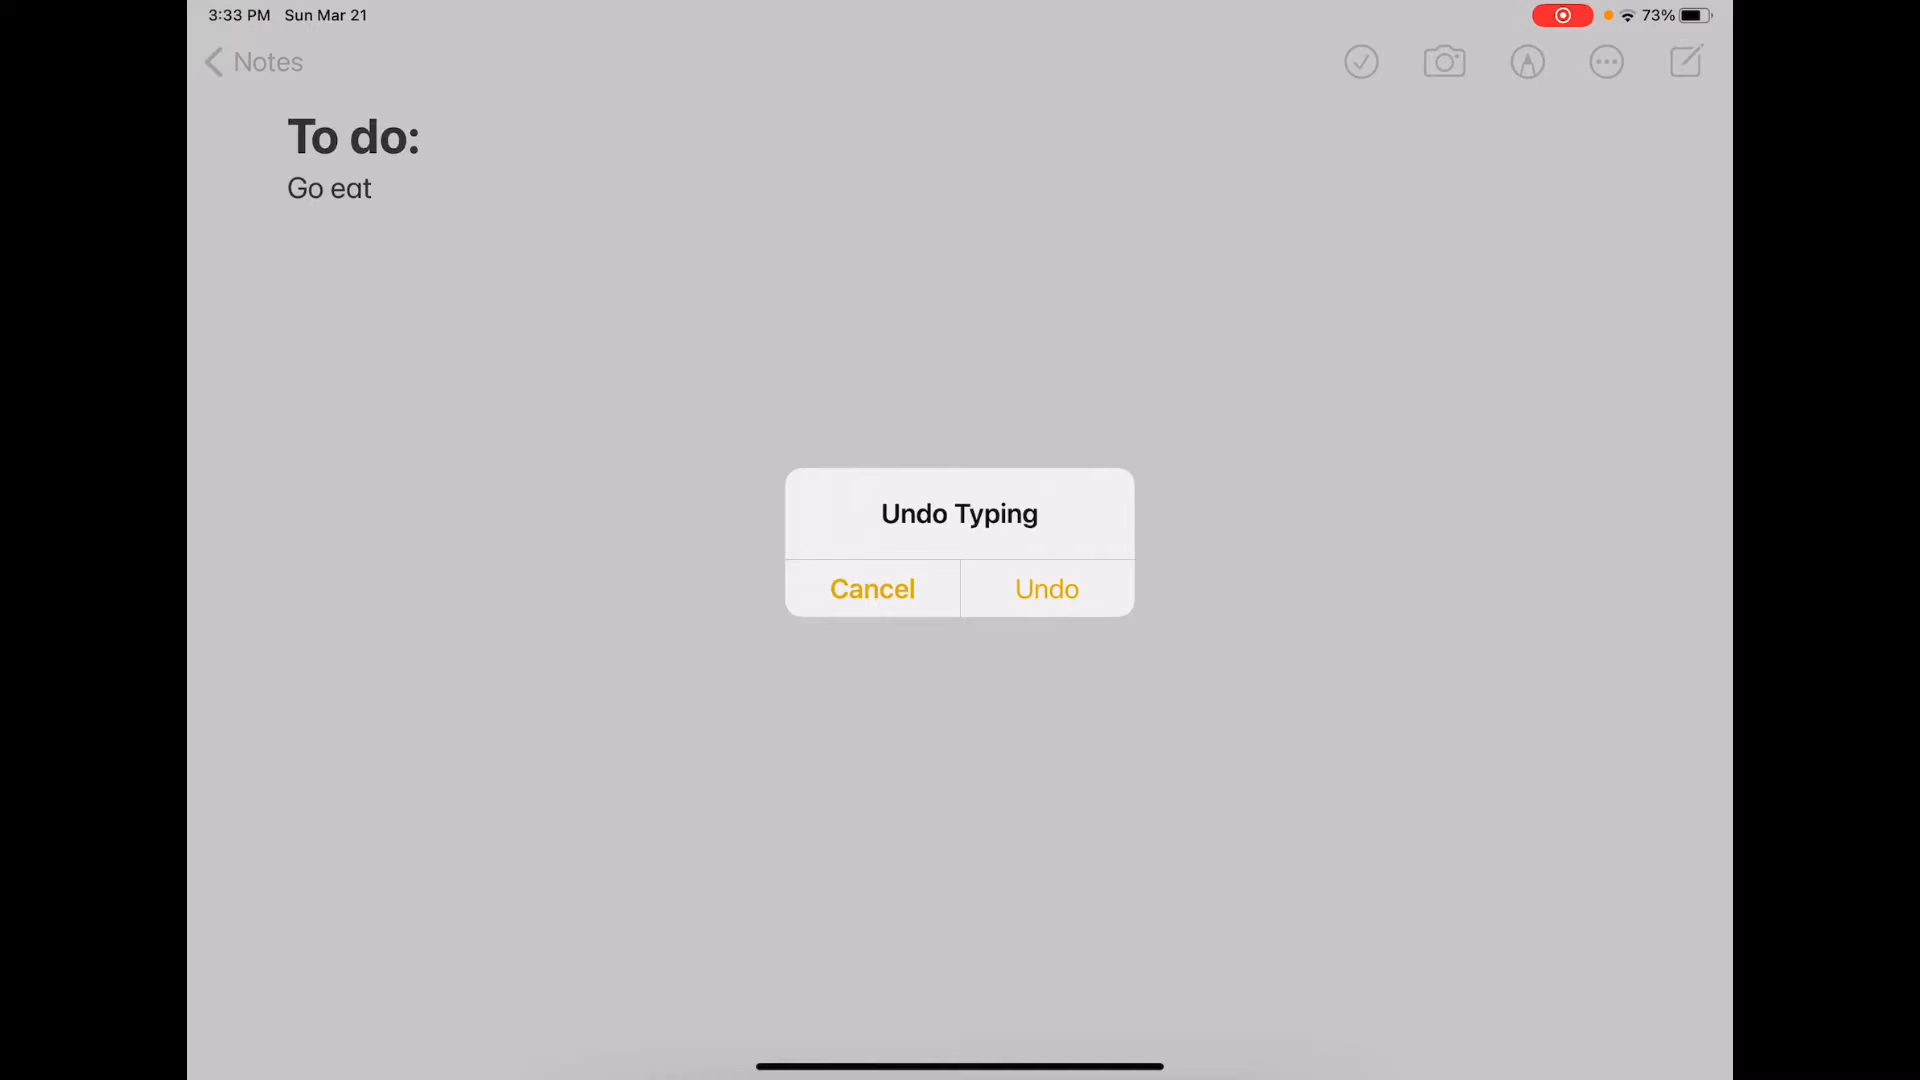 3:33 PM Sun Mar 21
73%
Notes
To do:
Go eat
Undo Typing
Cancel Undo